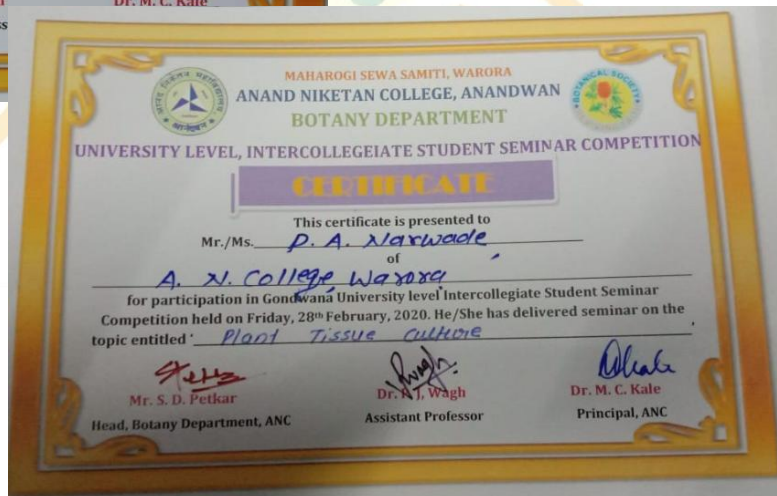 Dr. M. C. Kale
MAHAROGI SEWA SAMITI, WARORA
ANAND NIKETAN COLLEGE, ANANDWAN
BOTANY DEPARTMENT
UNIVERSITY LEVEL, INTERCOLLEGEIATE STUDENT SEMINAR COMPETITION
CERTIFICATE
This certificate is presented to
Mr./Ms. P. A. Narwade
of
A. N. College, Warora
for participation in Gondwana University level Intercollegiate Student Seminar
Competition held on Friday, 28th February, 2020. He/She has delivered seminar on the
topic entitled Plant Tissue Culture
Mr. S. D. Petkar
Dr. J. Wagh
Dr. M. C. Kale
Head, Botany Department, ANC
Assistant Professor
Principal, ANC